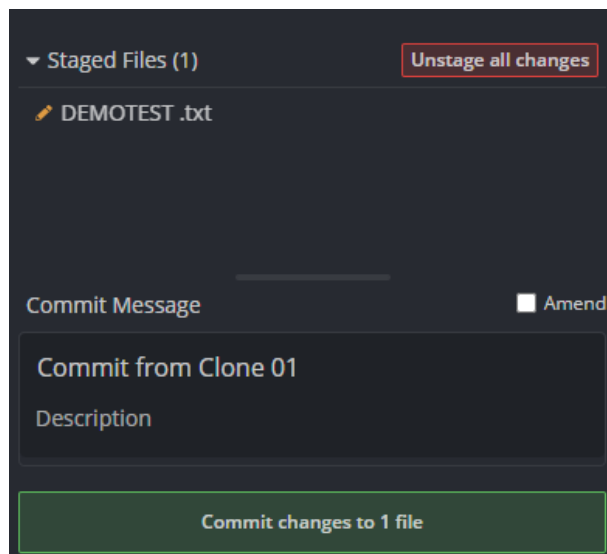 Staged Files (1)
Unstage all changes
DEMOTEST .txt
Commit Message
Amend
Commit from Clone 01
Description
Commit changes to 1 file